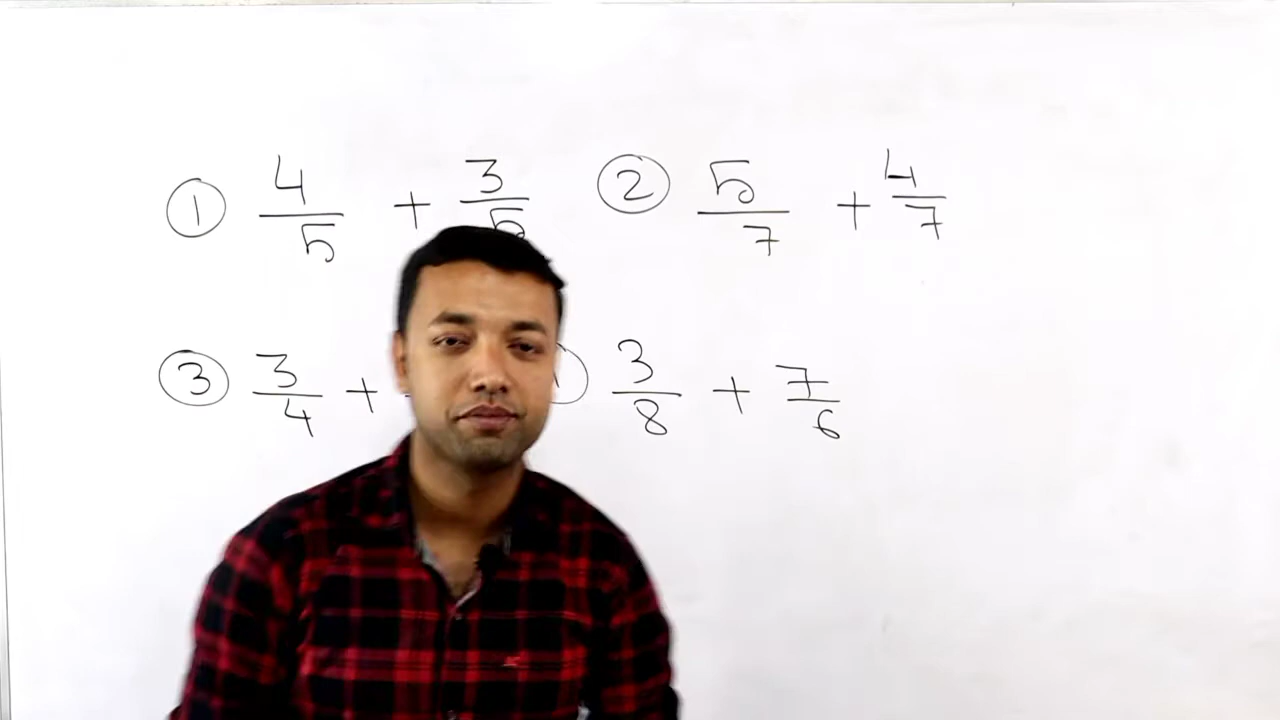 ① 4/5 + 3/5 ② 5/7 + 4/7
③ 3/4 + 3/8 + 7/6